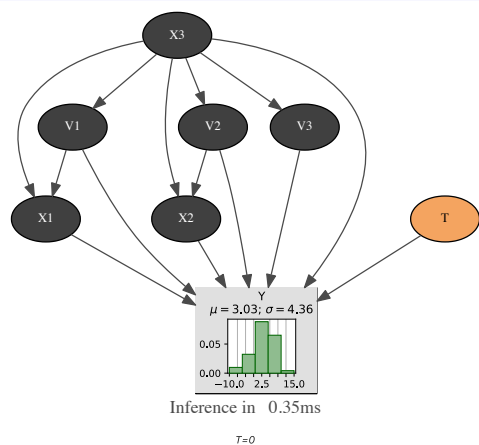 X3
V1 V2 V3
X1 X2 T
Y
μ = 3.03; σ = 4.36
0.05
0.00
−10.0 2.5 15.0
Inference in 0.35ms
T=0